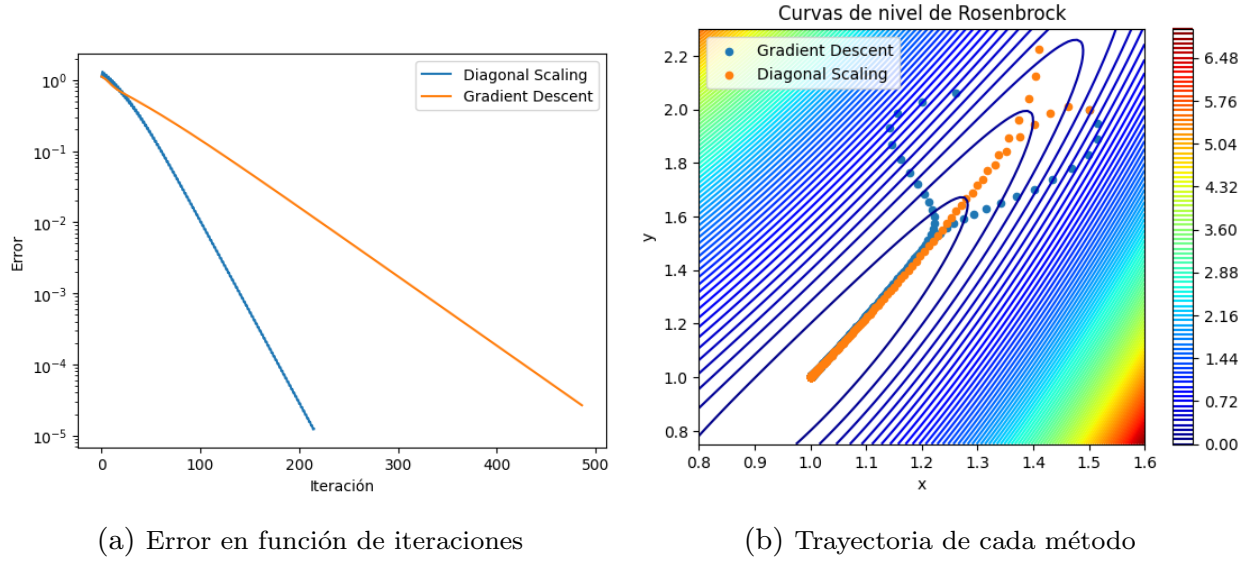 Diagonal Scaling
Gradient Descent
10^0
10^{-1}
10^{-2}
10^{-3}
10^{-4}
10^{-5}
Error
0 100 200 300 400 500
Iteración
(a) Error en función de iteraciones
Curvas de nivel de Rosenbrock
Gradient Descent
Diagonal Scaling
2.2
2.0
1.8
1.6
1.4
1.2
1.0
0.8
y
0.8 0.9 1.0 1.1 1.2 1.3 1.4 1.5 1.6
x
6.48
5.76
5.04
4.32
3.60
2.88
2.16
1.44
0.72
0.00
(b) Trayectoria de cada método